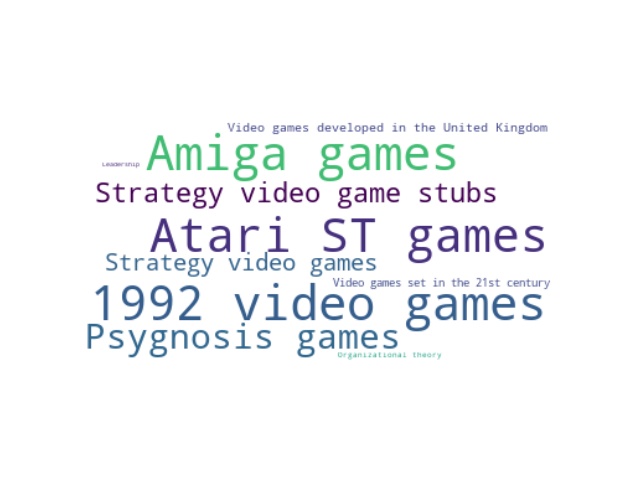 Video games developed in the United Kingdom
Amiga games
Leadership
Strategy video game stubs
Atari ST games
Strategy video games
Video games set in the 21st century
1992 video games
Psygnosis games
Organizational theory